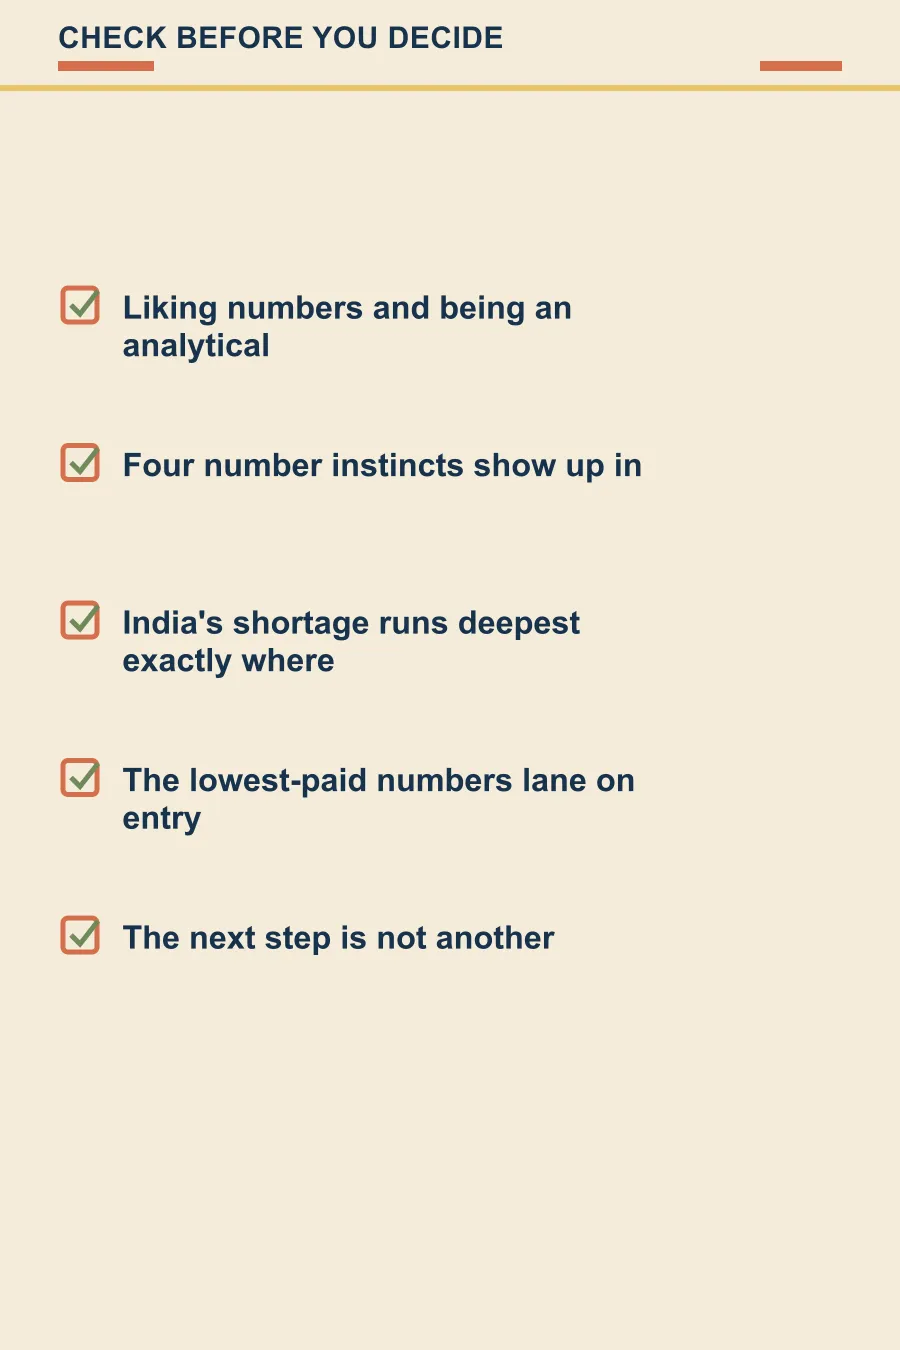 CHECK BEFORE YOU DECIDE
Liking numbers and being an
analytical
Four number instincts show up in
India's shortage runs deepest
exactly where
The lowest-paid numbers lane on
entry
The next step is not another